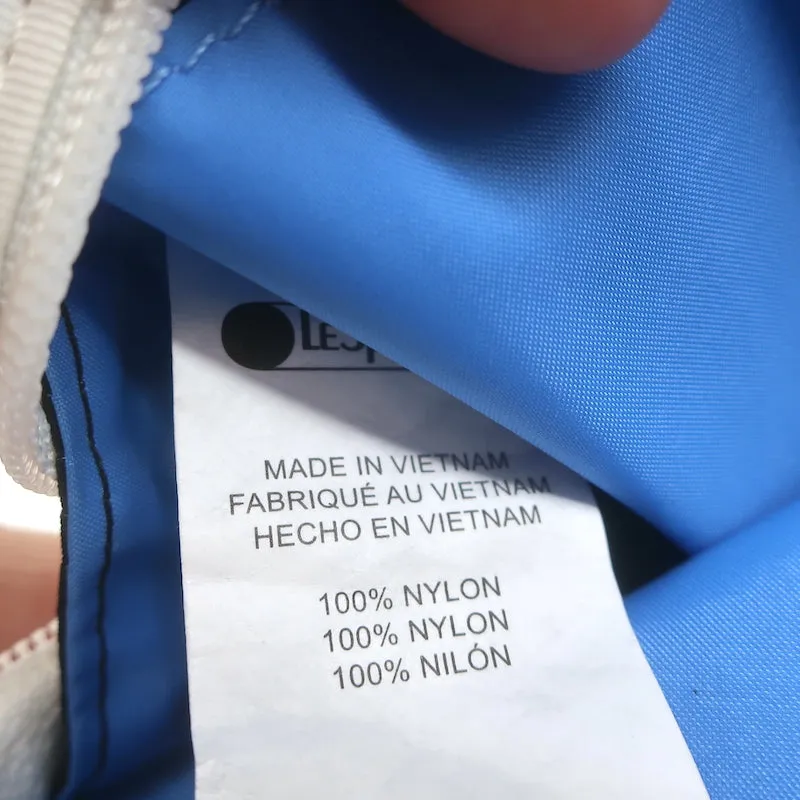 MADE IN VIETNAM
FABRIQUÉ AU VIETNAM
HECHO EN VIETNAM
100% NYLON
100% NYLON
100% NILÓN